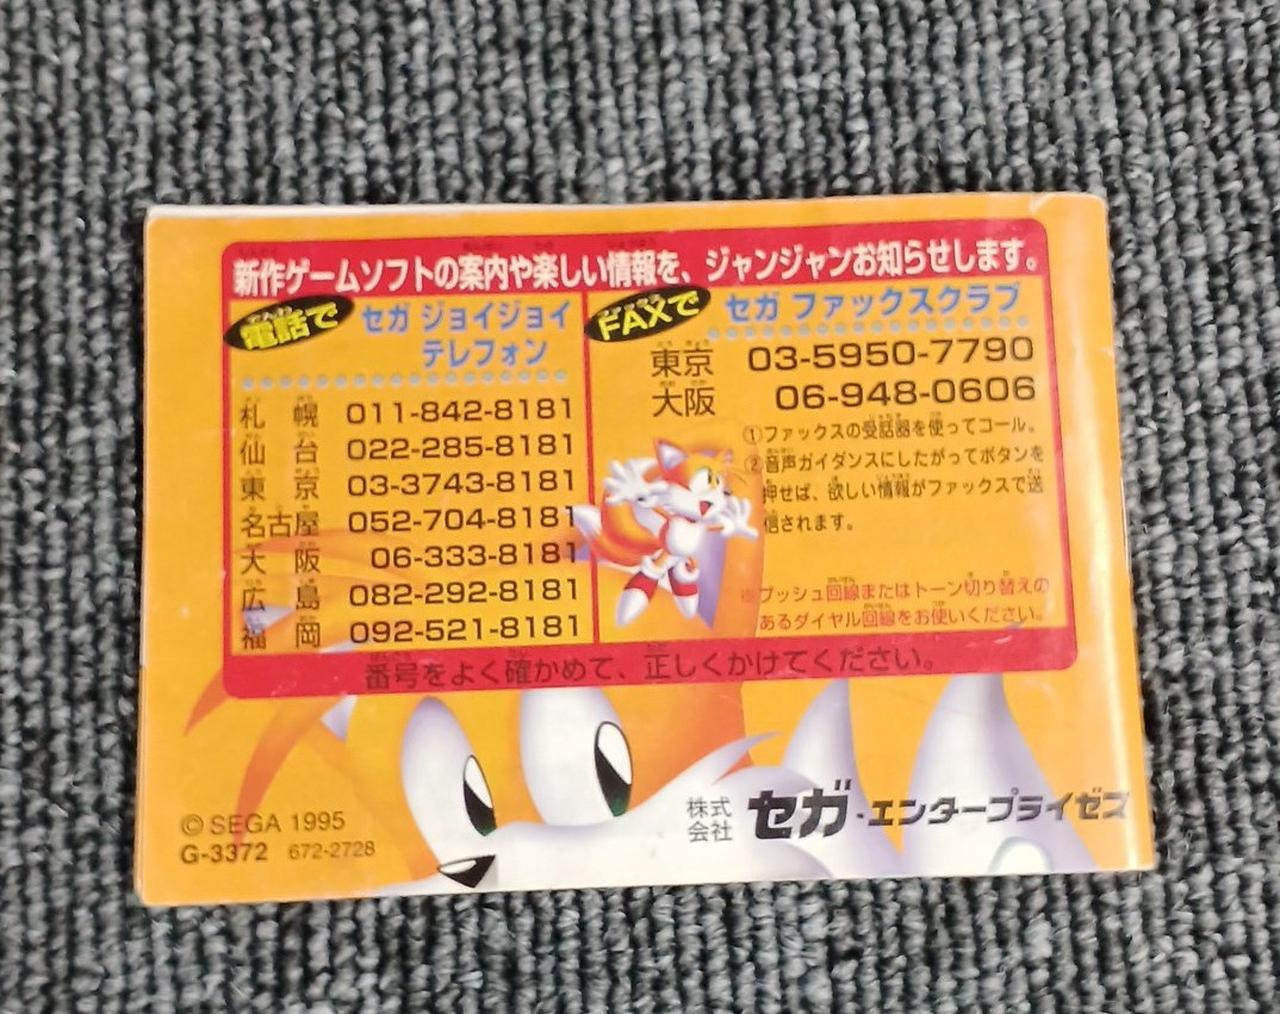 新作ゲームソフトの案内や楽しい情報を、ジャンジャンお知らせします。
電話で
セガ ジョイジョイ
テレフォン
札幌 011-842-8181
仙台 022-285-8181
東京 03-3743-8181
名古屋 052-704-8181
大阪 06-333-8181
広島 082-292-8181
福岡 092-521-8181
FAXで
セガ ファックスクラブ
東京 03-5950-7790
大阪 06-948-0606
①ファックスの受話器を使ってコール。
②音声ガイダンスにしたがってボタンを
押せば、欲しい情報がファックスで送
信されます。
※プッシュ回線またはトーン切り替えの
あるダイヤル回線をお使いください。
番号をよく確かめて、正しくかけてください。
© SEGA 1995
G-3372 672-2728
株式
会社
セガ・エンタープライゼス